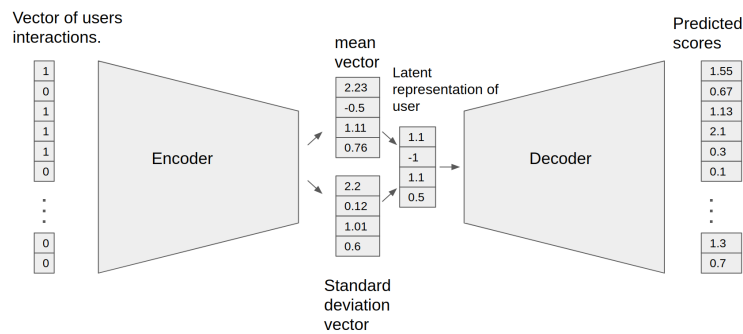 Vector of users
interactions.
1
0
1
1
1
0
0
0
Encoder
mean
vector
2.23
-0.5
1.11
0.76
2.2
0.12
1.01
0.6
Standard
deviation
vector
Latent
representation of
user
1.1
-1
1.1
0.5
Decoder
Predicted
scores
1.55
0.67
1.13
2.1
0.3
0.1
1.3
0.7